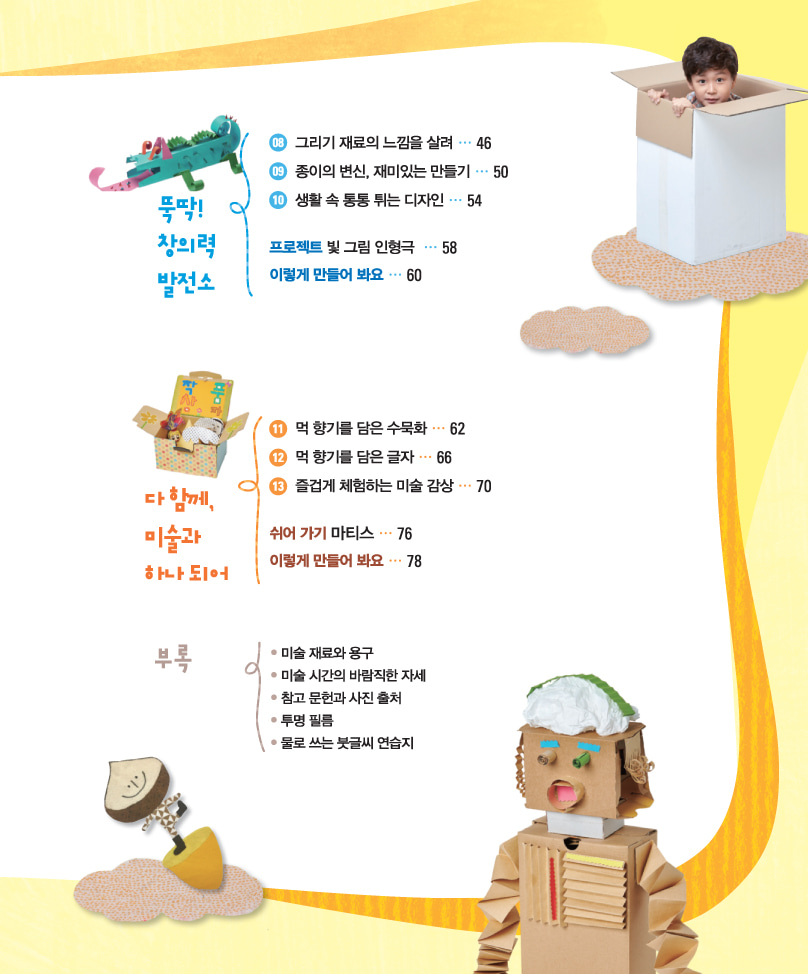 뚝딱!
창의력
발전소
08 그리기 재료의 느낌을 살려 … 46
09 종이의 변신, 재미있는 만들기 … 50
10 생활 속 통통 튀는 디자인 … 54
프로젝트 빛 그림 인형극 … 58
이렇게 만들어 봐요 … 60
작품
상자
다 함께,
미술과
하나 되어
11 먹 향기를 담은 수묵화 … 62
12 먹 향기를 담은 글자 … 66
13 즐겁게 체험하는 미술 감상 … 70
쉬어 가기 마티스 … 76
이렇게 만들어 봐요 … 78
부록
• 미술 재료와 용구
• 미술 시간의 바람직한 자세
• 참고 문헌과 사진 출처
• 투명 필름
• 물로 쓰는 붓글씨 연습지